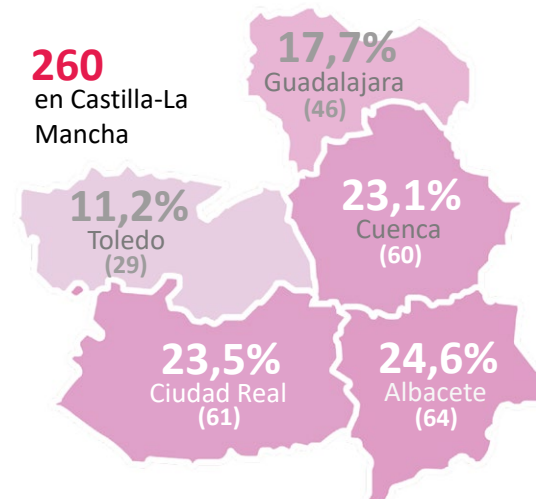 260
en Castilla-La
Mancha
17,7%
Guadalajara
(46)
11,2%
Toledo
(29)
23,1%
Cuenca
(60)
23,5%
Ciudad Real
(61)
24,6%
Albacete
(64)